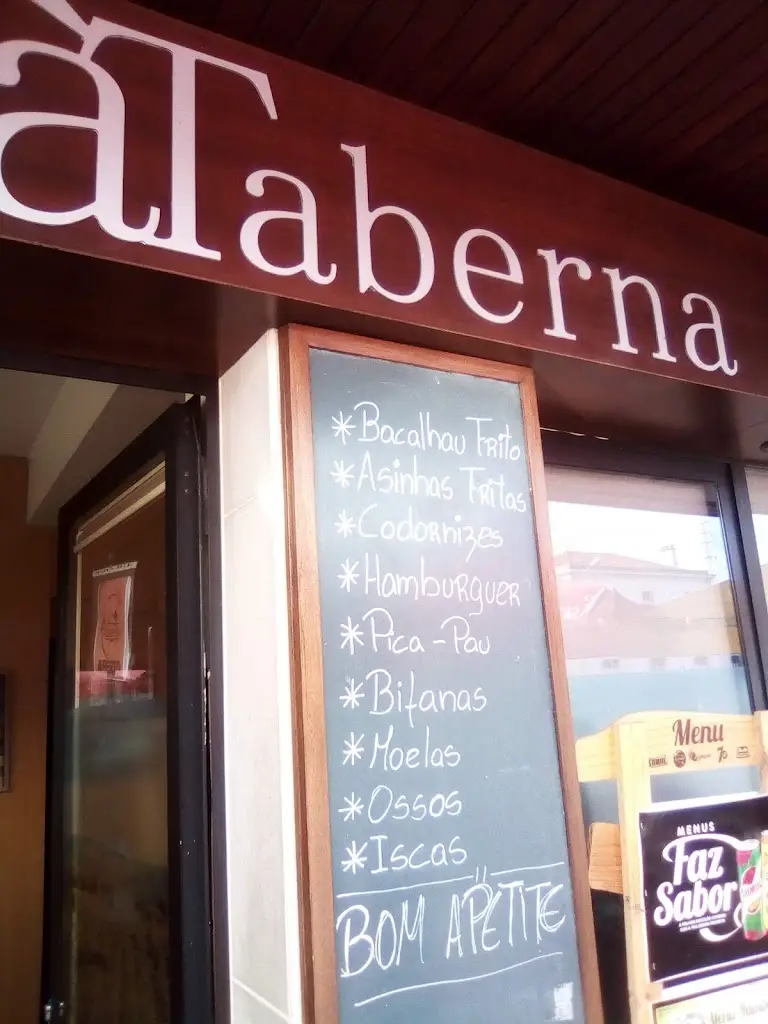 àTaberna
*Bacalhau Frito
*Asinhas Fritas
*Codornizes
*Hamburguer
*Pica-Pau
*Bifanas
*Moelas
*Ossos
*Iscas
BOM APETITE
Menu
MENUS
Faz
Sabor